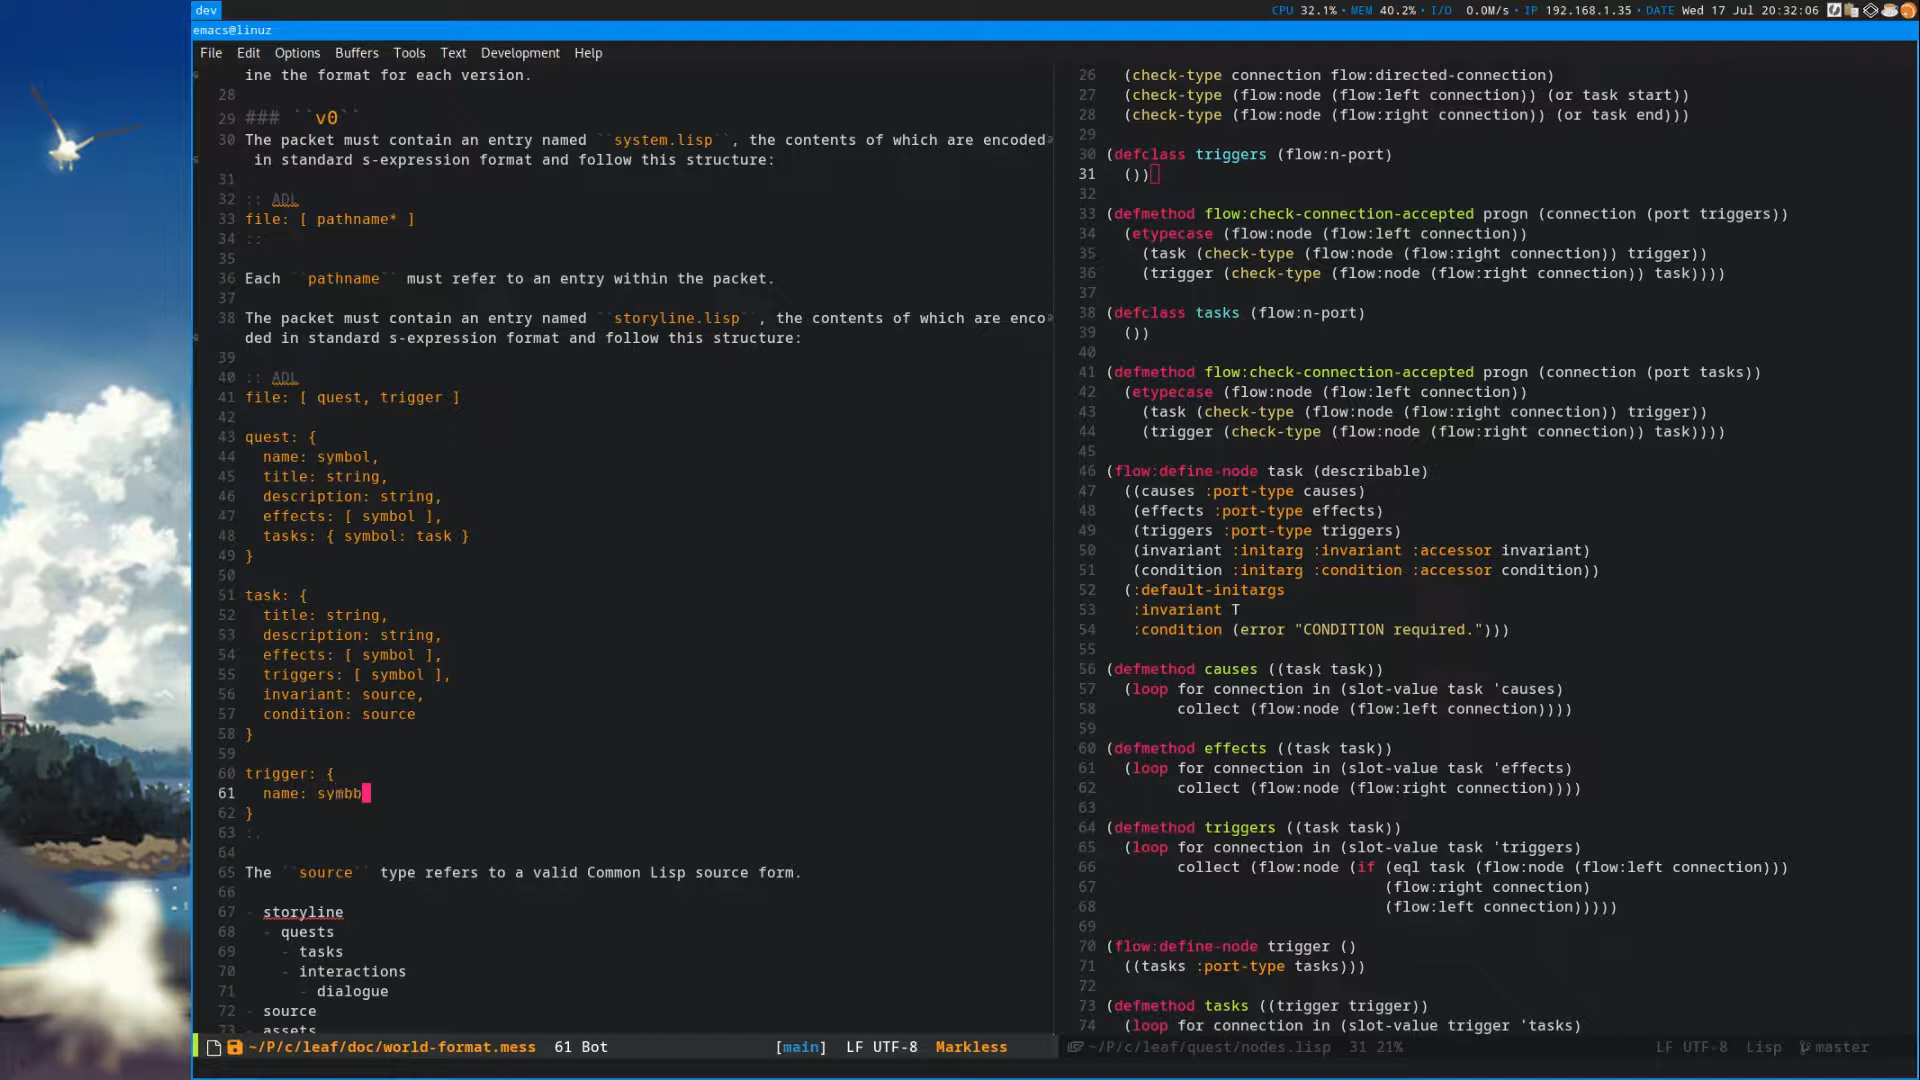 dev
CPU 32.1% • MEM 40.2% • I/O 0.0M/s • IP 192.168.1.35 • DATE Wed 17 Jul 20:32:06
emacs@linuz
File Edit Options Buffers Tools Text Development Help
ine the format for each version.
28
29 ### ``v0``
30 The packet must contain an entry named ``system.lisp``, the contents of which are encoded
in standard s-expression format and follow this structure:
31
32 :: ADL
33 file: [ pathname* ]
34 ::
35
36 Each ``pathname`` must refer to an entry within the packet.
37
38 The packet must contain an entry named ``storyline.lisp``, the contents of which are enco
ded in standard s-expression format and follow this structure:
39
40 :: ADL
41 file: [ quest, trigger ]
42
43 quest: {
44   name: symbol,
45   title: string,
46   description: string,
47   effects: [ symbol ],
48   tasks: { symbol: task }
49 }
50
51 task: {
52   title: string,
53   description: string,
54   effects: [ symbol ],
55   triggers: [ symbol ],
56   invariant: source,
57   condition: source
58 }
59
60 trigger: {
61   name: symbb
62 }
63 ::
64
65 The ``source`` type refers to a valid Common Lisp source form.
66
67 - storyline
68   - quests
69     - tasks
70     - interactions
71       - dialogue
72 - source
73 - assets
~/P/c/leaf/doc/world-format.mess 61 Bot [main] LF UTF-8 Markless
26   (check-type connection flow:directed-connection)
27   (check-type (flow:node (flow:left connection)) (or task start))
28   (check-type (flow:node (flow:right connection)) (or task end)))
29
30 (defclass triggers (flow:n-port)
31   ())
32
33 (defmethod flow:check-connection-accepted progn (connection (port triggers))
34   (etypecase (flow:node (flow:left connection))
35     (task (check-type (flow:node (flow:right connection)) trigger))
36     (trigger (check-type (flow:node (flow:right connection)) task))))
37
38 (defclass tasks (flow:n-port)
39   ())
40
41 (defmethod flow:check-connection-accepted progn (connection (port tasks))
42   (etypecase (flow:node (flow:left connection))
43     (task (check-type (flow:node (flow:right connection)) trigger))
44     (trigger (check-type (flow:node (flow:right connection)) task))))
45
46 (flow:define-node task (describable)
47   ((causes :port-type causes)
48    (effects :port-type effects)
49    (triggers :port-type triggers)
50    (invariant :initarg :invariant :accessor invariant)
51    (condition :initarg :condition :accessor condition))
52   (:default-initargs
53    :invariant T
54    :condition (error "CONDITION required.")))
55
56 (defmethod causes ((task task))
57   (loop for connection in (slot-value task 'causes)
58         collect (flow:node (flow:left connection))))
59
60 (defmethod effects ((task task))
61   (loop for connection in (slot-value task 'effects)
62         collect (flow:node (flow:right connection))))
63
64 (defmethod triggers ((task task))
65   (loop for connection in (slot-value task 'triggers)
66         collect (flow:node (if (eql task (flow:node (flow:left connection)))
67                                (flow:right connection)
68                                (flow:left connection)))))
69
70 (flow:define-node trigger ()
71   ((tasks :port-type tasks)))
72
73 (defmethod tasks ((trigger trigger))
74   (loop for connection in (slot-value trigger 'tasks)
~/P/c/leaf/quest/nodes.lisp 31 21% LF UTF-8 Lisp master